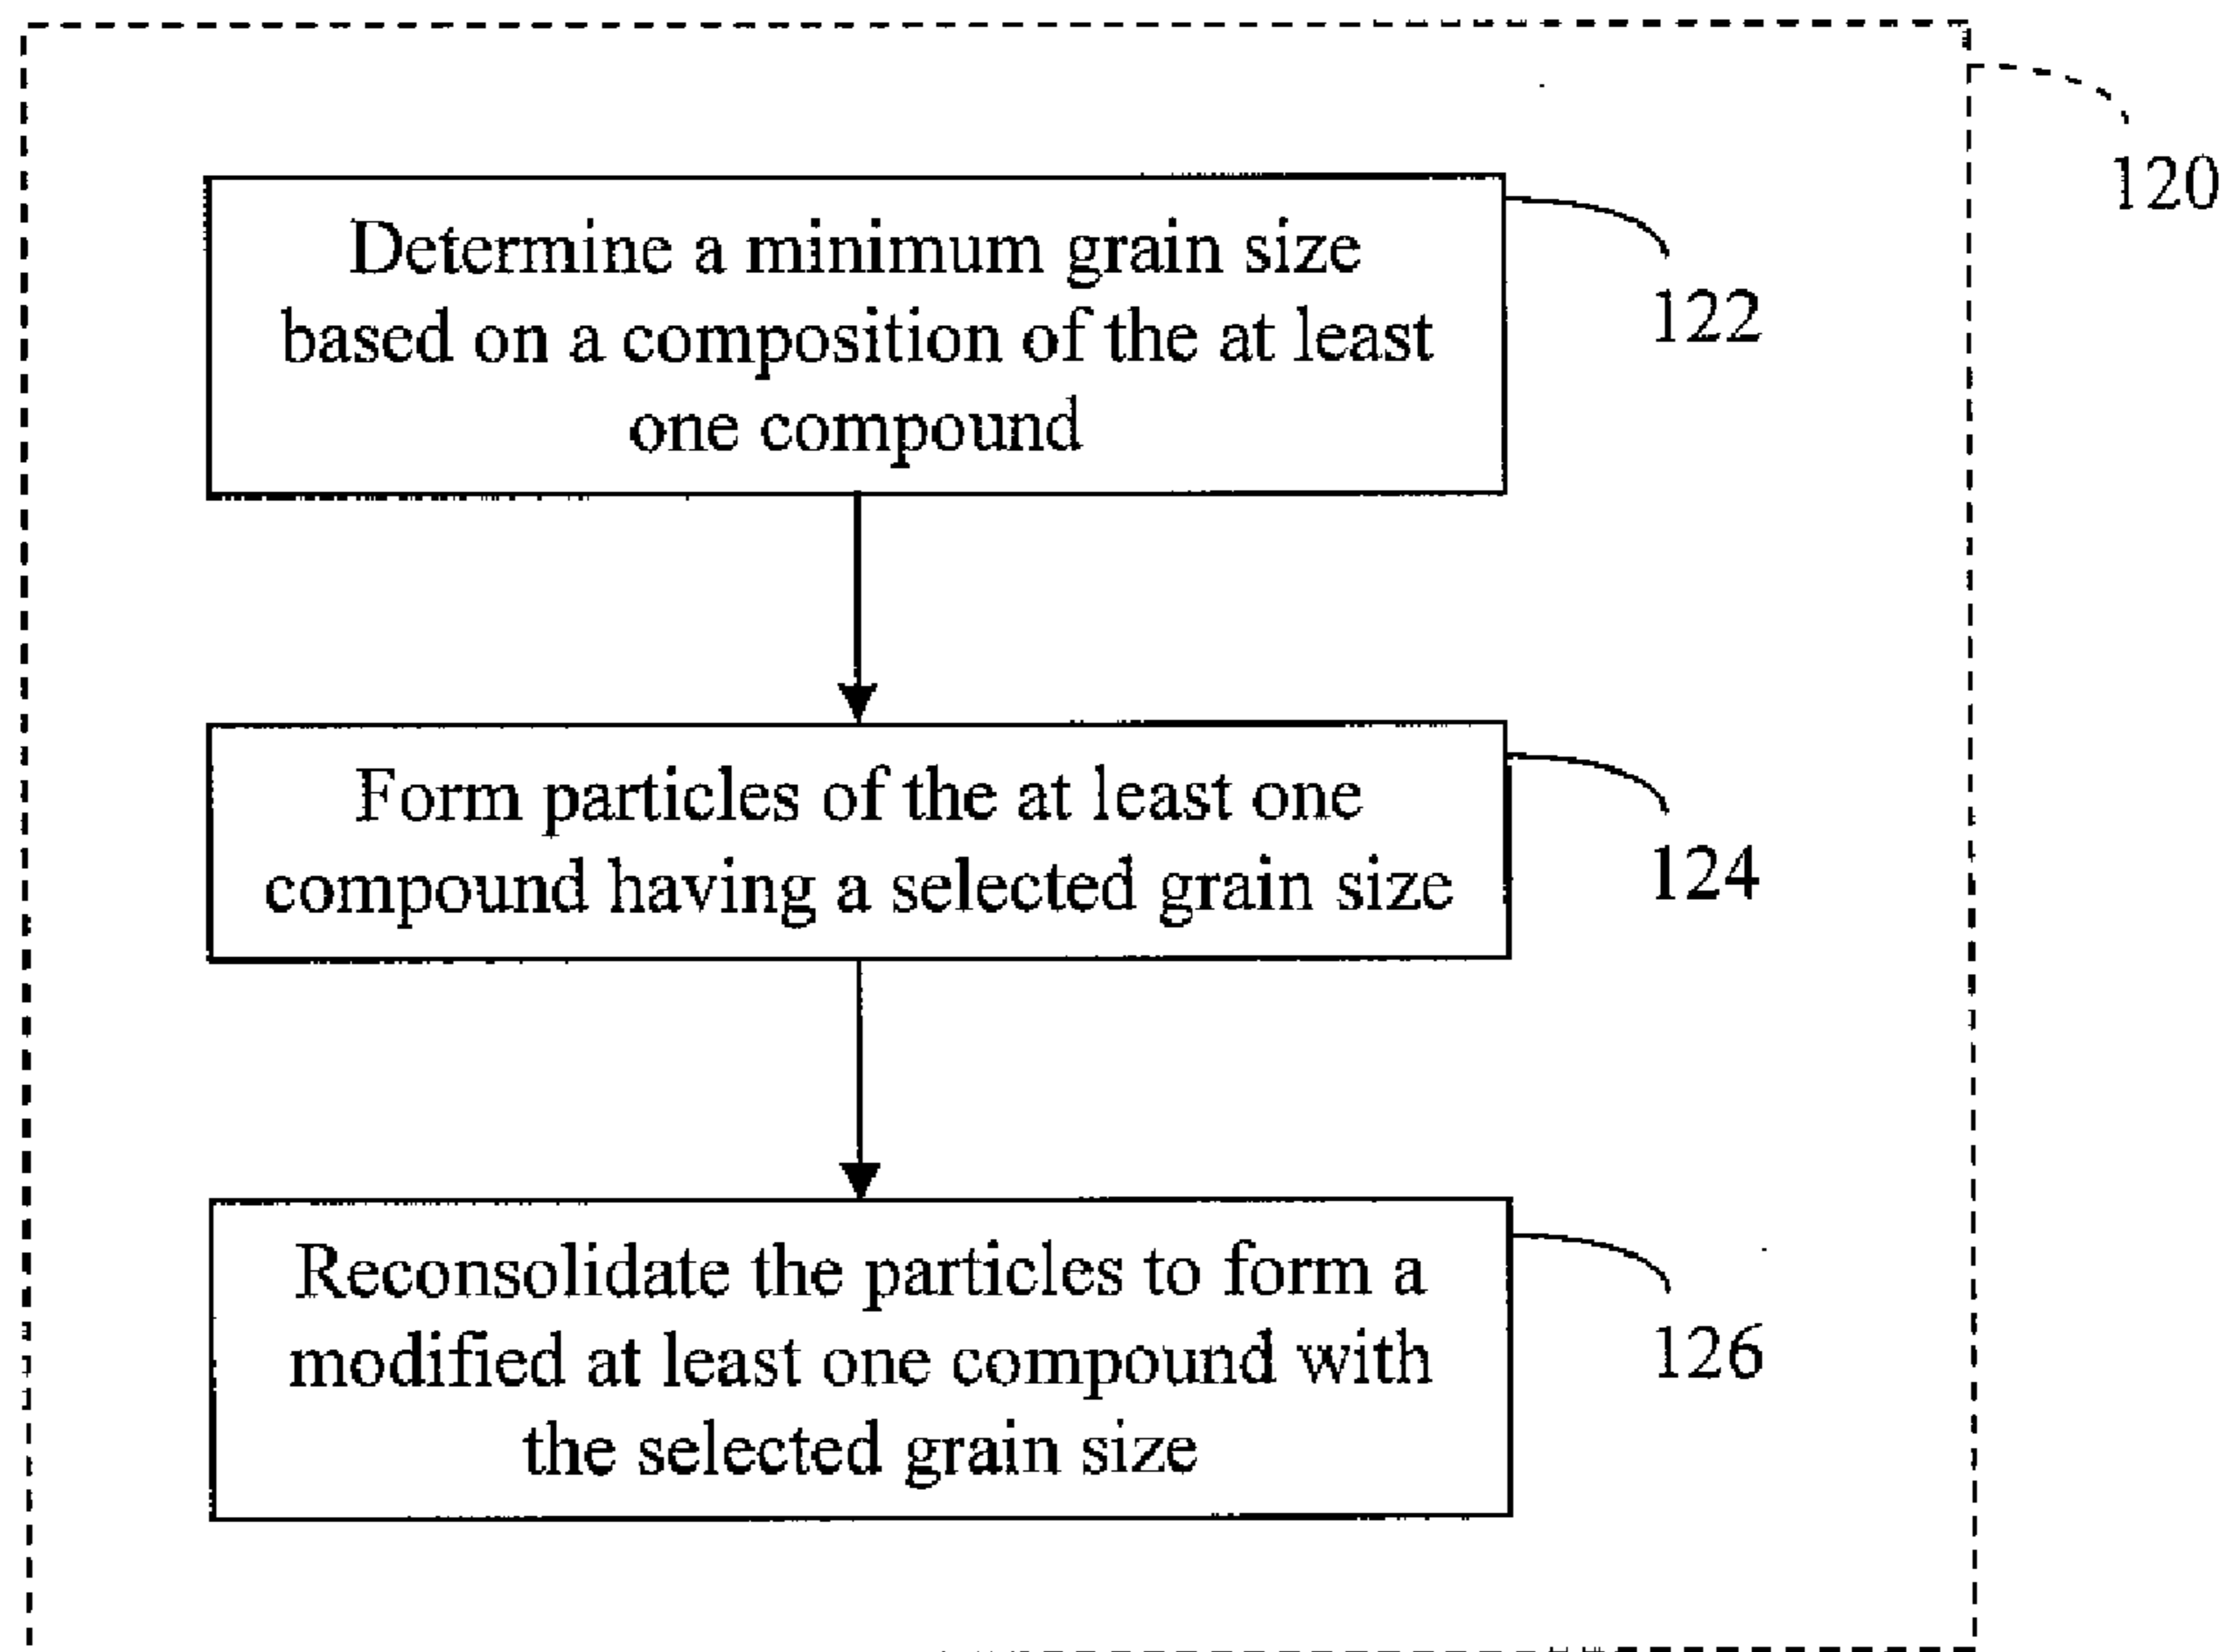 120
Determine a minimum grain size
based on a composition of the at least
one compound
122
Form particles of the at least one
compound having a selected grain size
124
Reconsolidate the particles to form a
modified at least one compound with
the selected grain size
126